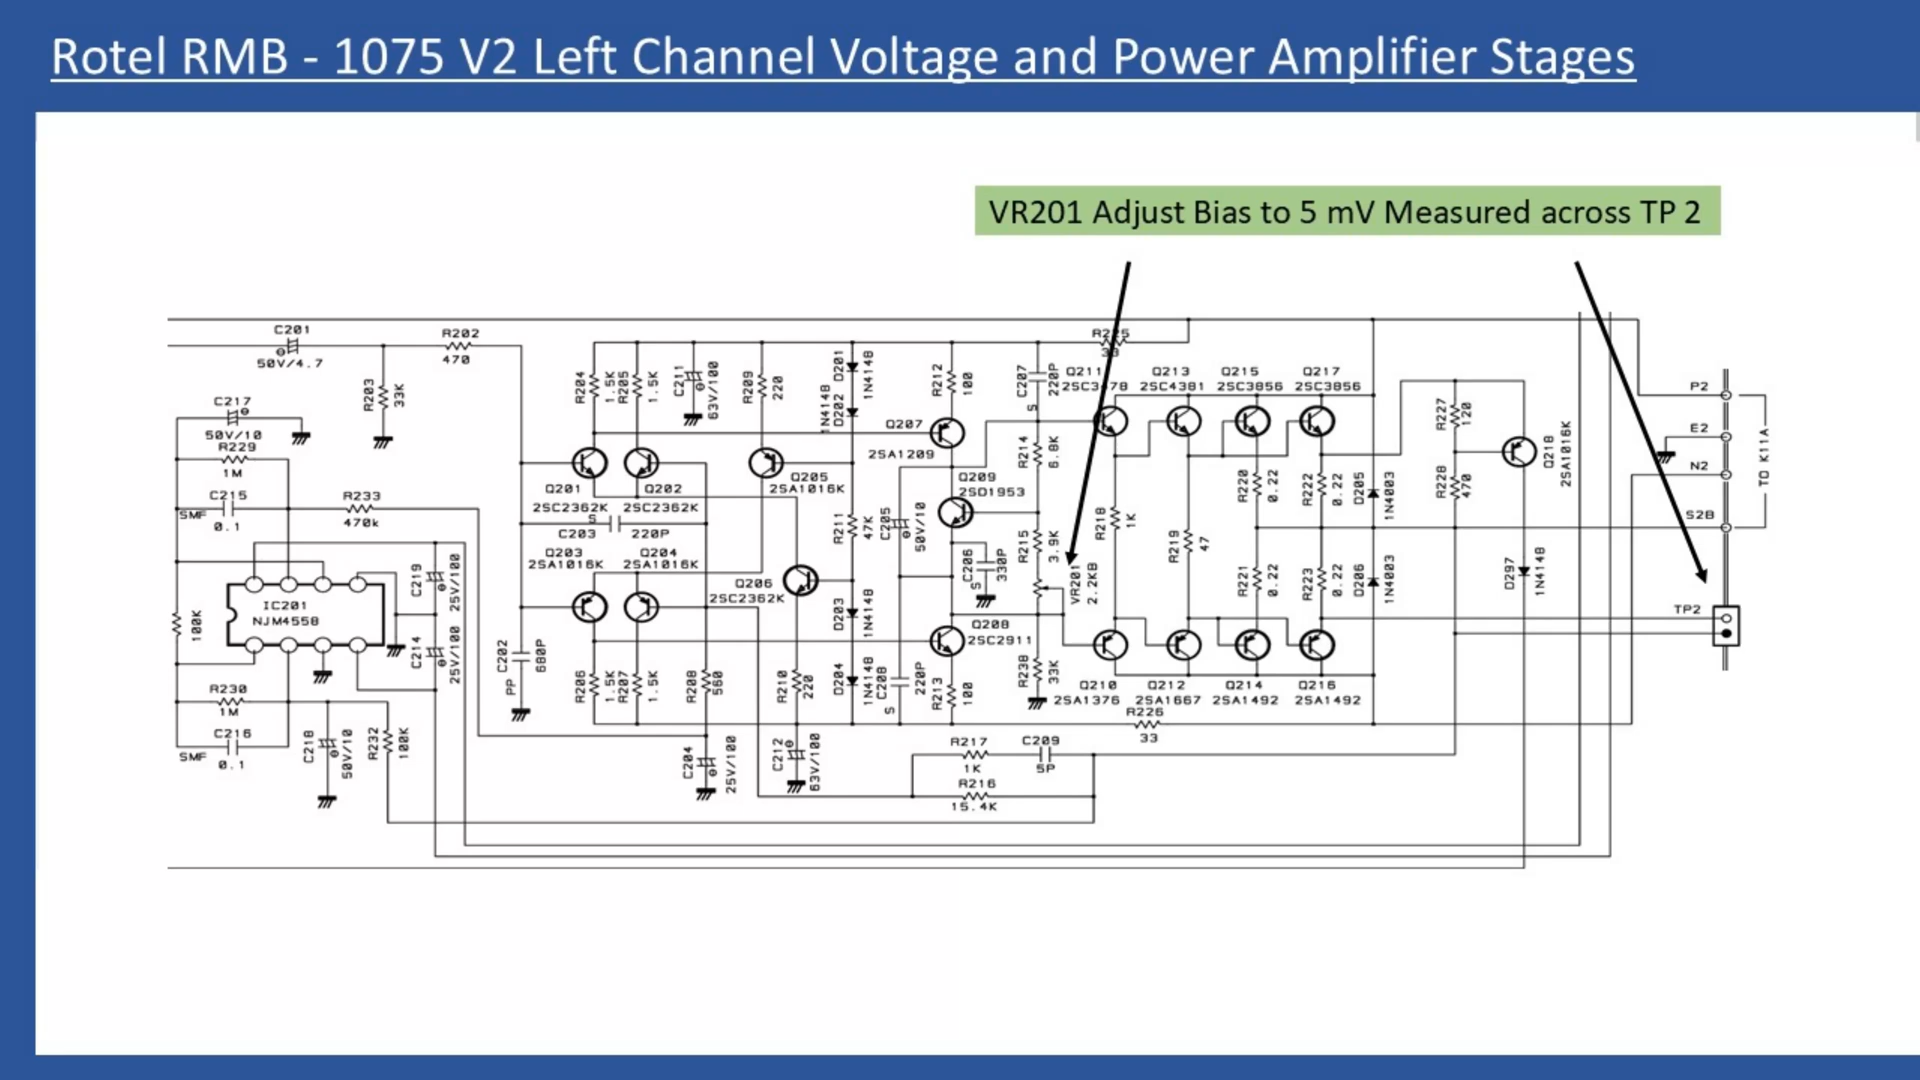 Rotel RMB - 1075 V2 Left Channel Voltage and Power Amplifier Stages
VR201 Adjust Bias to 5 mV Measured across TP 2
C201
50V/4.7
R202
470
R203
33K
C217
50V/10
R229
1M
C215
SMF
0.1
R233
470k
100K
IC201
NJM4558
C219
25V/100
C214
25V/100
R230
1M
C216
SMF
0.1
C218
50V/10
R232
100K
C202
680P
PP
R204
1.5K
R205
1.5K
C211
63V/100
R209
220
D201
1N4148
D202
1N4148
Q201
2SC2362K
Q202
2SC2362K
S
C203
220P
Q203
2SA1016K
Q204
2SA1016K
Q205
2SA1016K
Q206
2SC2362K
R211
47K
D203
1N4148
D204
1N4148
R206
1.5K
R207
1.5K
R208
560
R210
220
C204
25V/100
C212
63V/100
R212
100
Q207
2SA1209
Q209
2SD1953
C205
50V/10
C206
330P
S
Q208
2SC2911
C208
220P
S
R213
100
C207
220P
S
R214
6.8K
R215
3.9K
VR201
2.2KB
R238
33K
R217
1K
C209
5P
R216
15.4K
R225
33
Q211
Q213
2SC4381
Q215
2SC3856
Q217
2SC3856
R218
1K
R219
47
R220
0.22
R222
0.22
R221
0.22
R223
0.22
D205
1N4003
D206
1N4003
Q210
2SA1376
Q212
2SA1667
Q214
2SA1492
Q216
2SA1492
R226
33
R227
120
R228
470
Q218
2SA1016K
D297
1N4148
P2
E2
N2
S2B
TO K11A
TP2